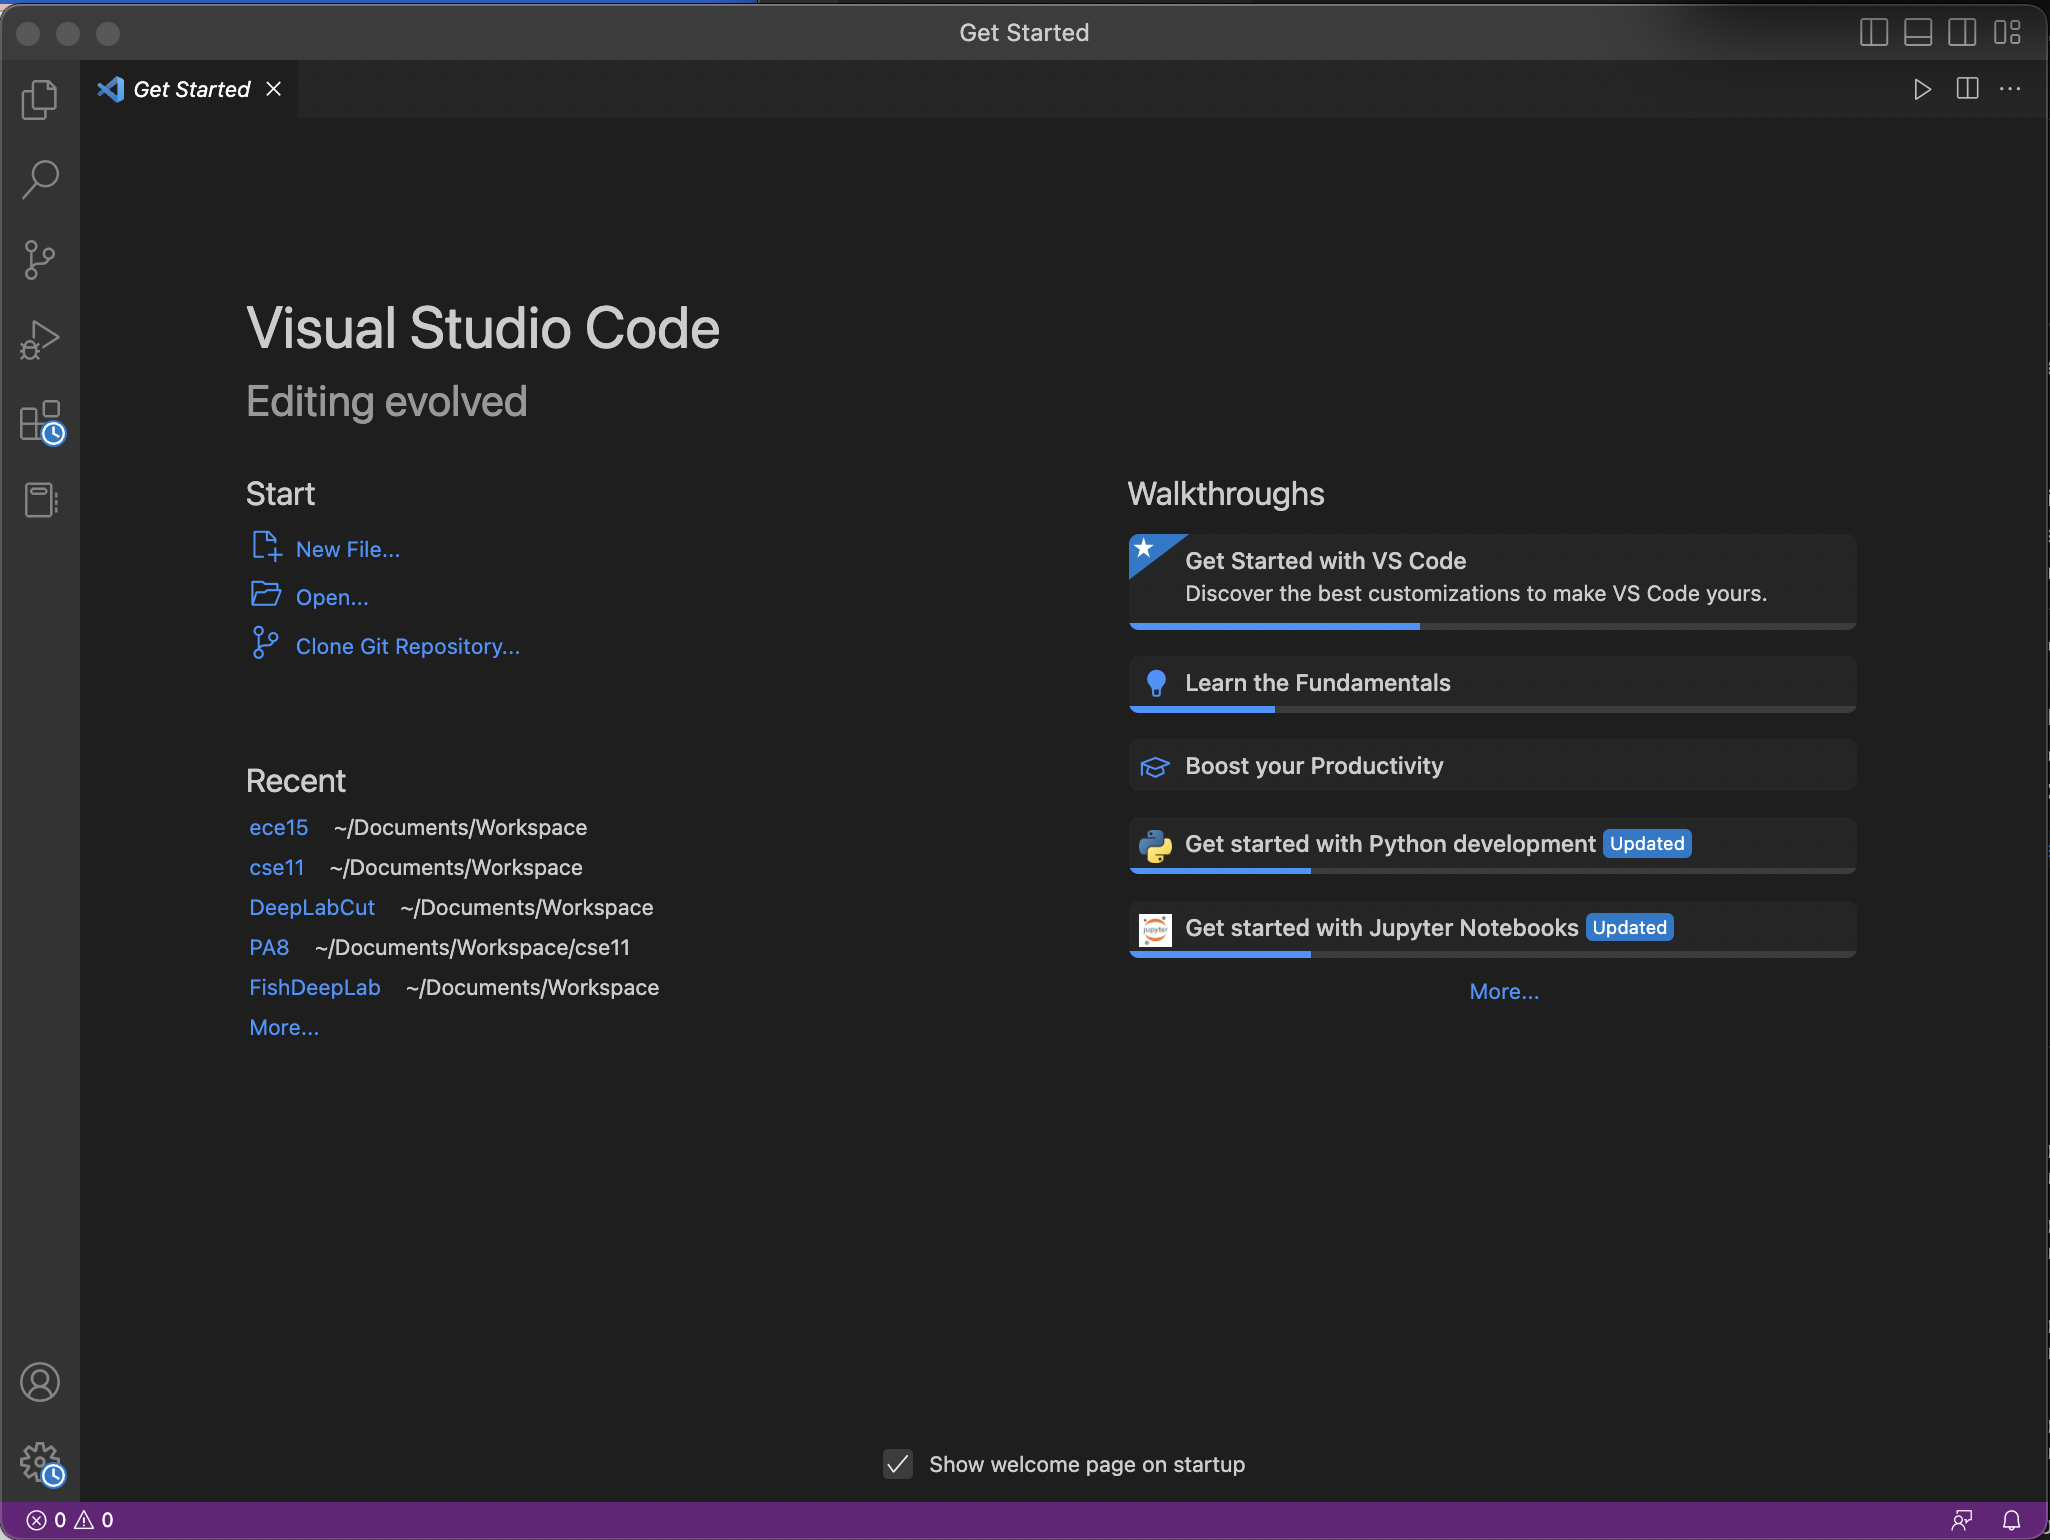 Get Started
Get Started
Visual Studio Code
Editing evolved
Start
New File...
Open...
Clone Git Repository...
Recent
ece15 ~/Documents/Workspace
cse11 ~/Documents/Workspace
DeepLabCut ~/Documents/Workspace
PA8 ~/Documents/Workspace/cse11
FishDeepLab ~/Documents/Workspace
More...
Walkthroughs
Get Started with VS Code
Discover the best customizations to make VS Code yours.
Learn the Fundamentals
Boost your Productivity
Get started with Python development Updated
jupyter
Get started with Jupyter Notebooks Updated
More...
Show welcome page on startup
0 0